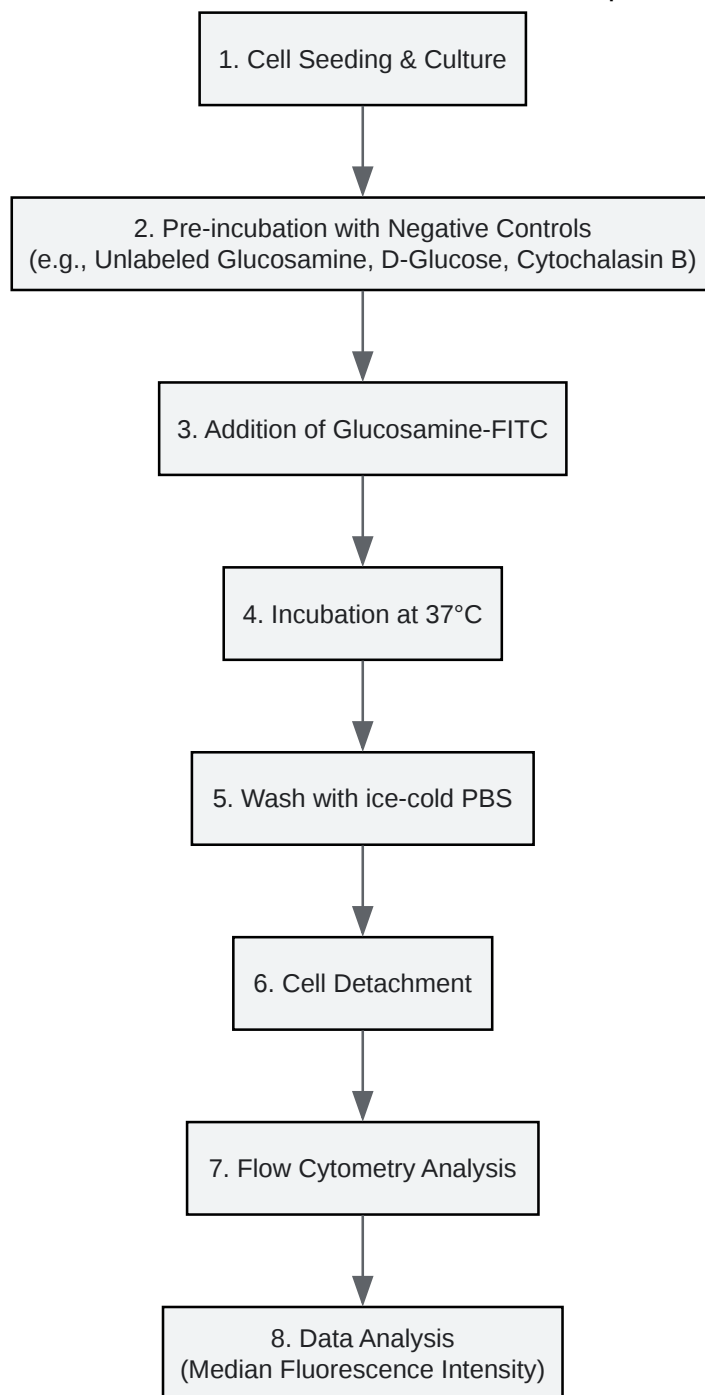 1. Cell Seeding & Culture
2. Pre-incubation with Negative Controls
(e.g., Unlabeled Glucosamine, D-Glucose, Cytochalasin B)
3. Addition of Glucosamine-FITC
4. Incubation at 37°C
5. Wash with ice-cold PBS
6. Cell Detachment
7. Flow Cytometry Analysis
8. Data Analysis
(Median Fluorescence Intensity)